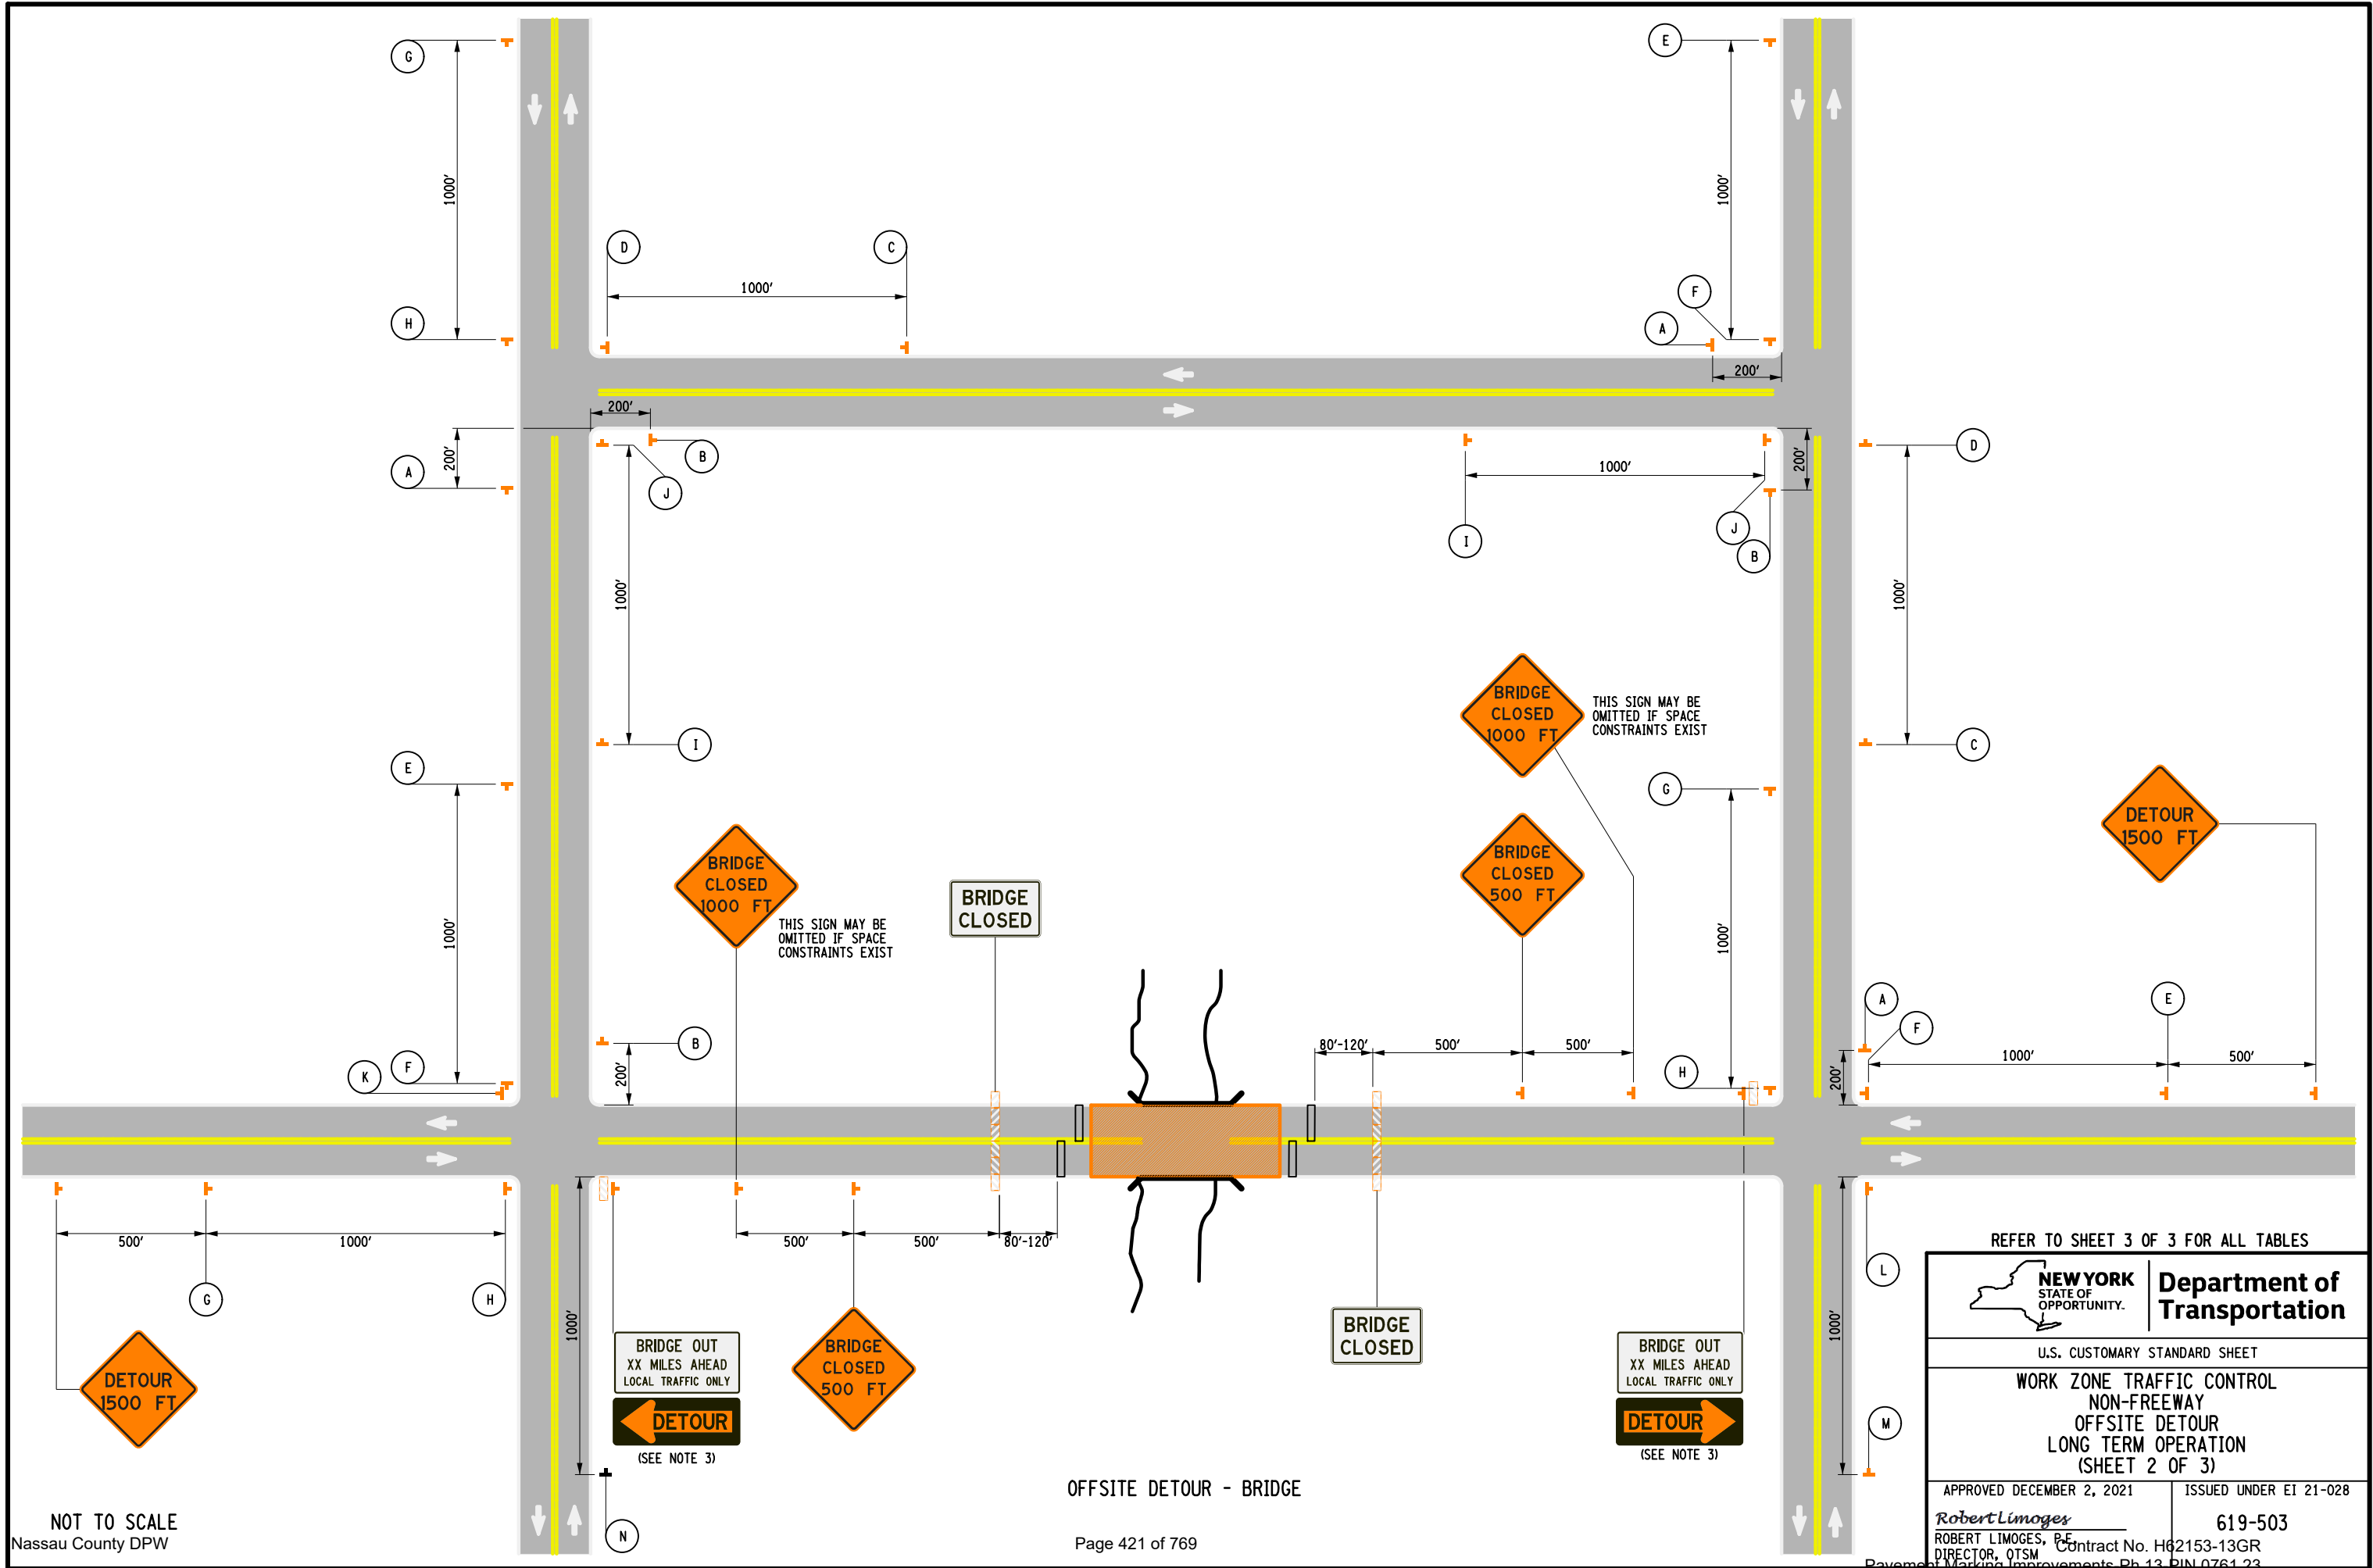 G
E
1000'
1000'
D
C
1000'
F
H
A
200'
200'
A
200'
B
J
D
1000'
200'
J
B
I
1000'
1000'
I
C
BRIDGE
CLOSED
1000 FT
THIS SIGN MAY BE
OMITTED IF SPACE
CONSTRAINTS EXIST
E
G
DETOUR
1500 FT
BRIDGE
CLOSED
1000 FT
THIS SIGN MAY BE
OMITTED IF SPACE
CONSTRAINTS EXIST
BRIDGE
CLOSED
BRIDGE
CLOSED
500 FT
1000'
1000'
A
E
F
B
K
F
200'
80'-120'
500'
500'
H
200'
1000'
500'
500'
1000'
500'
500'
80'-120'
G
H
L
REFER TO SHEET 3 OF 3 FOR ALL TABLES
DETOUR
1500 FT
1000'
BRIDGE OUT
XX MILES AHEAD
LOCAL TRAFFIC ONLY
DETOUR
(SEE NOTE 3)
BRIDGE
CLOSED
500 FT
BRIDGE
CLOSED
BRIDGE OUT
XX MILES AHEAD
LOCAL TRAFFIC ONLY
DETOUR
(SEE NOTE 3)
1000'
M
N
NEW YORK
STATE OF
OPPORTUNITY.
Department of
Transportation
U.S. CUSTOMARY STANDARD SHEET
WORK ZONE TRAFFIC CONTROL
NON-FREEWAY
OFFSITE DETOUR
LONG TERM OPERATION
(SHEET 2 OF 3)
APPROVED DECEMBER 2, 2021
ISSUED UNDER EI 21-028
Robert Limoges
ROBERT LIMOGES, P.E.
DIRECTOR, OTSM
619-503
OFFSITE DETOUR - BRIDGE
NOT TO SCALE
Nassau County DPW
Page 421 of 769
Contract No. H62153-13GR
Pavement Marking Improvements Ph 13 PIN 0761.23